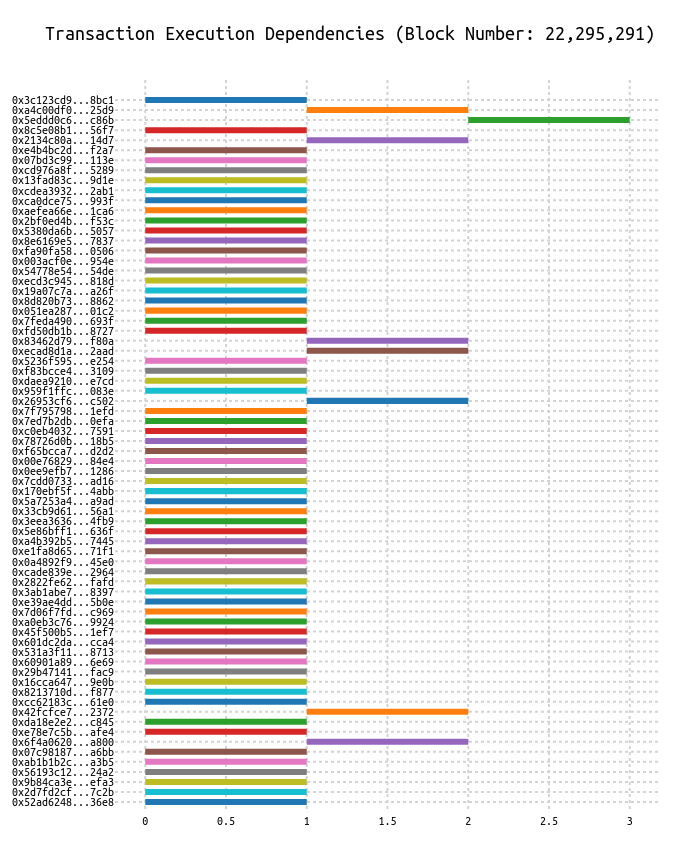 Transaction Execution Dependencies (Block Number: 22,295,291)
0x3c123cd9...8bc1
0xa4c00df0...25d9
0x5eddd0c6...c86b
0x8c5e08b1...56f7
0x2134c80a...14d7
0xe4b4bc2d...f2a7
0x07bd3c99...113e
0xcd976a8f...5289
0x13fad83c...9d1e
0xcdea3932...2ab1
0xca0dce75...993f
0xaefea66e...1ca6
0x2bf0ed4b...f53c
0x5380da6b...5057
0x8e6169e5...7837
0xfa90fa58...0506
0x003acf0e...954e
0x54778e54...54de
0xecd3c945...818d
0x19a07c7a...a26f
0x8d820b73...8862
0x051ea287...01c2
0x7feda490...693f
0xfd50db1b...8727
0x83462d79...f80a
0xecad8d1a...2aad
0x5236f595...e254
0xf83bcce4...3109
0xdaea9210...e7cd
0x959f1ffc...083e
0x26953cf6...c502
0x7f795798...1efd
0x7ed7b2db...0efa
0xc0eb4032...7591
0x78726d0b...18b5
0xf65bcca7...d2d2
0x00e76829...84e4
0x0ee9efb7...1286
0x7cdd0733...ad16
0x170ebf5f...4abb
0x5a7253a4...a9ad
0x33cb9d61...56a1
0x3eea3636...4fb9
0x5e86bff1...636f
0xa4b392b5...7445
0xe1fa8d65...71f1
0x0a4892f9...45e0
0xcade839e...2964
0x2822fe62...fafd
0x3ab1abe7...8397
0xe39ae4dd...5b0e
0x7d06f7fd...c969
0xa0eb3c76...9924
0x45f500b5...1ef7
0x601dc2da...cca4
0x531a3f11...8713
0x60901a89...6e69
0x29b47141...fac9
0x16cca647...9e0b
0x8213710d...f877
0xcc62183c...61e0
0x42fcfce7...2372
0xda18e2e2...c845
0xe78e7c5b...afe4
0x6f4a0620...a800
0x07c98187...a6bb
0xab1b1b2c...a3b5
0x56193c12...24a2
0x9b84ca3e...efa3
0x2d7fd2cf...7c2b
0x52ad6248...36e8
0 0.5 1 1.5 2 2.5 3